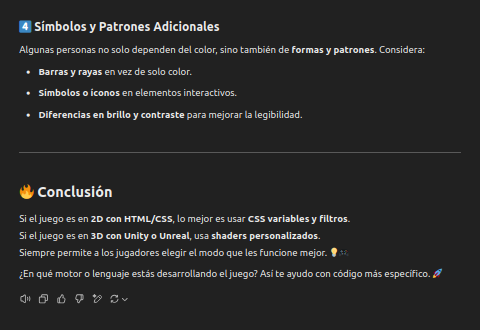 4 Símbolos y Patrones Adicionales
Algunas personas no solo dependen del color, sino también de formas y patrones. Considera:
• Barras y rayas en vez de solo color.
• Símbolos o íconos en elementos interactivos.
• Diferencias en brillo y contraste para mejorar la legibilidad.
🔥 Conclusión
Si el juego es en 2D con HTML/CSS, lo mejor es usar CSS variables y filtros.
Si el juego es en 3D con Unity o Unreal, usa shaders personalizados.
Siempre permite a los jugadores elegir el modo que les funcione mejor. 💡🎮
¿En qué motor o lenguaje estás desarrollando el juego? Así te ayudo con código más específico. 🚀